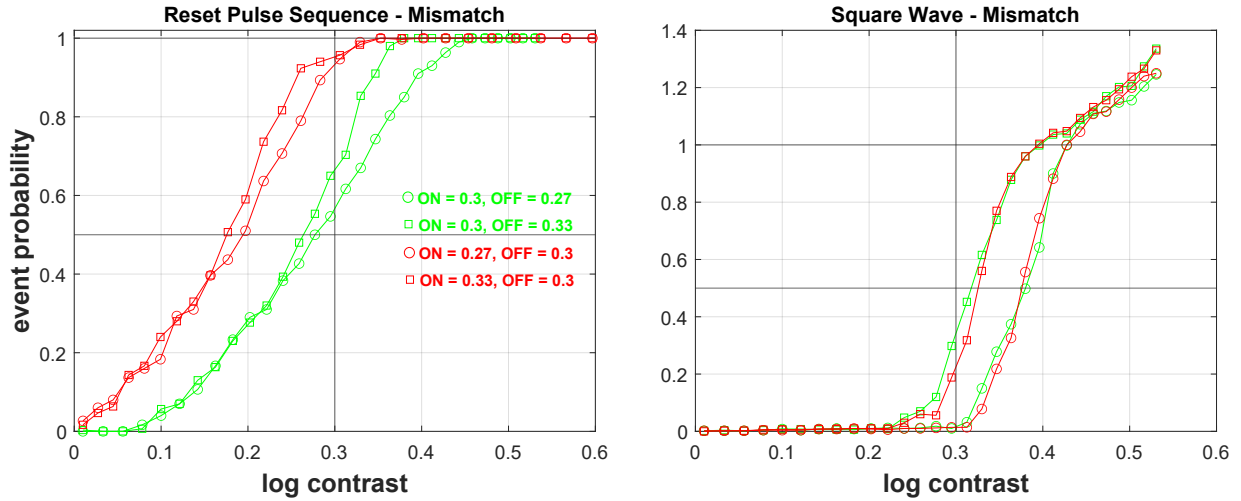 Reset Pulse Sequence - Mismatch
event probability
1
0.8
0.6
0.4
0.2
0
ON = 0.3, OFF = 0.27
ON = 0.3, OFF = 0.33
ON = 0.27, OFF = 0.3
ON = 0.33, OFF = 0.3
0 0.1 0.2 0.3 0.4 0.5 0.6
log contrast
Square Wave - Mismatch
1.4
1.2
1
0.8
0.6
0.4
0.2
0
0 0.1 0.2 0.3 0.4 0.5 0.6
log contrast